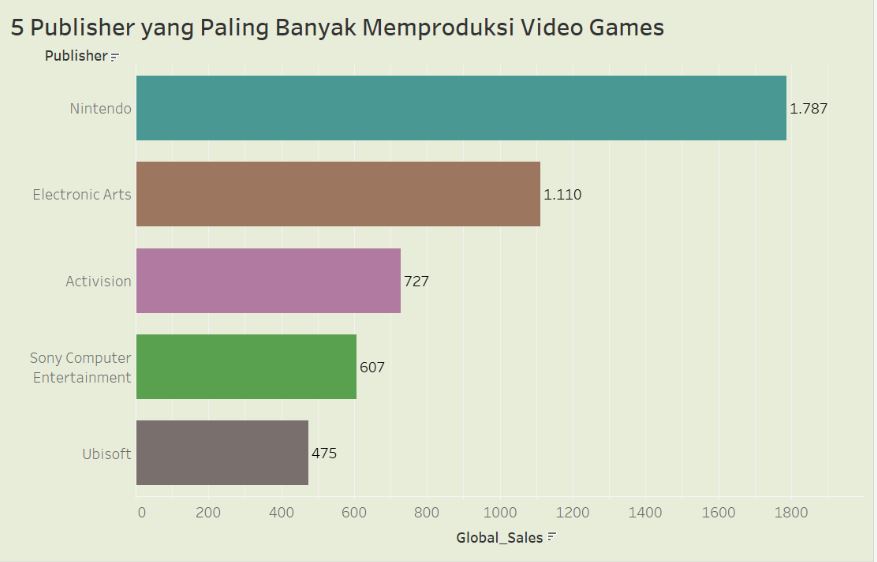 5 Publisher yang Paling Banyak Memproduksi Video Games
Publisher
Nintendo
1.787
Electronic Arts
1.110
Activision
727
Sony Computer
Entertainment
607
Ubisoft
475
0 200 400 600 800 1000 1200 1400 1600 1800
Global_Sales